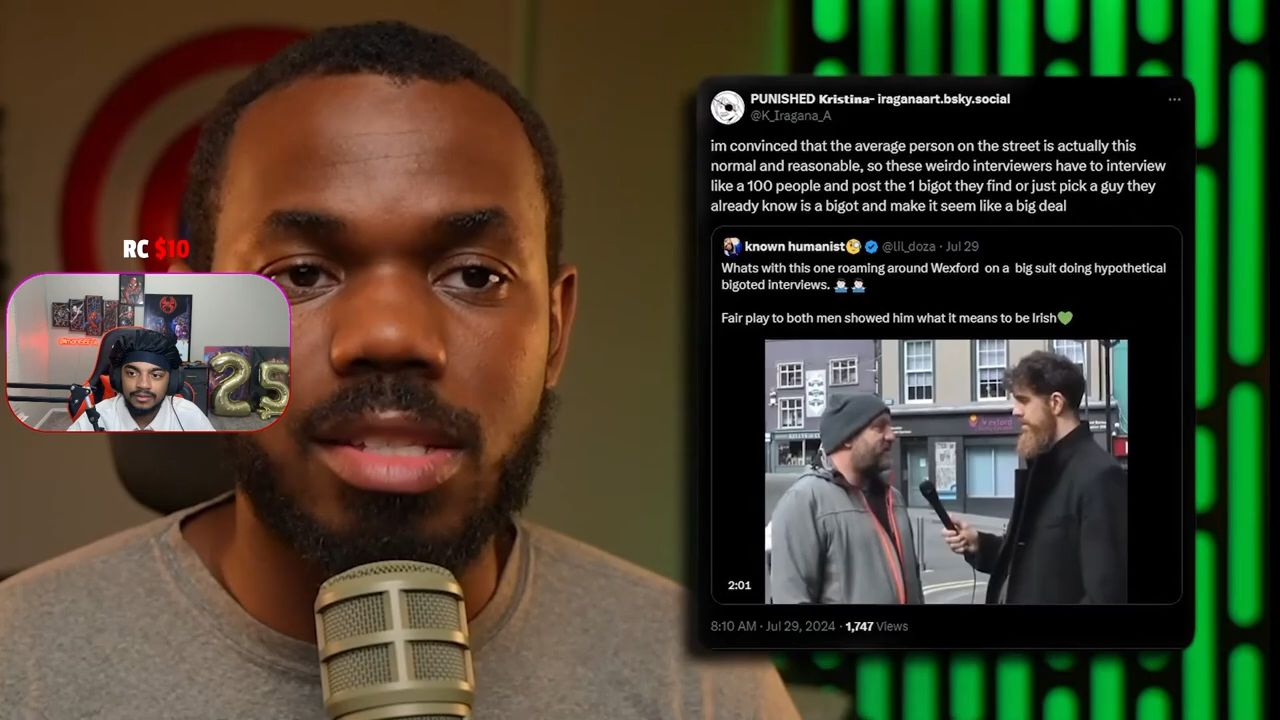 RC $10
25
PUNISHED Kristina- iraganaart.bsky.social
@K_Iragana_A
im convinced that the average person on the street is actually this
normal and reasonable, so these weirdo interviewers have to interview
like a 100 people and post the 1 bigot they find or just pick a guy they
already know is a bigot and make it seem like a big deal
known humanist🧐 @lil_doza · Jul 29
Whats with this one roaming around Wexford on a big suit doing hypothetical
bigoted interviews. 🤦🏻‍♂️ 🤦🏻‍♂️
Fair play to both men showed him what it means to be Irish💚
2:01
8:10 AM · Jul 29, 2024 · 1,747 Views